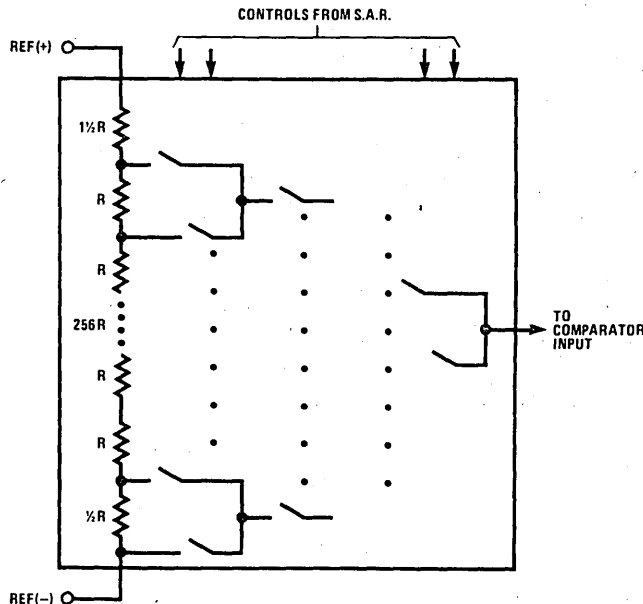 CONTROLS FROM S.A.R.
REF(+)
1½R
R
R
256R
R
R
½R
TO
COMPARATOR
INPUT
REF(−)